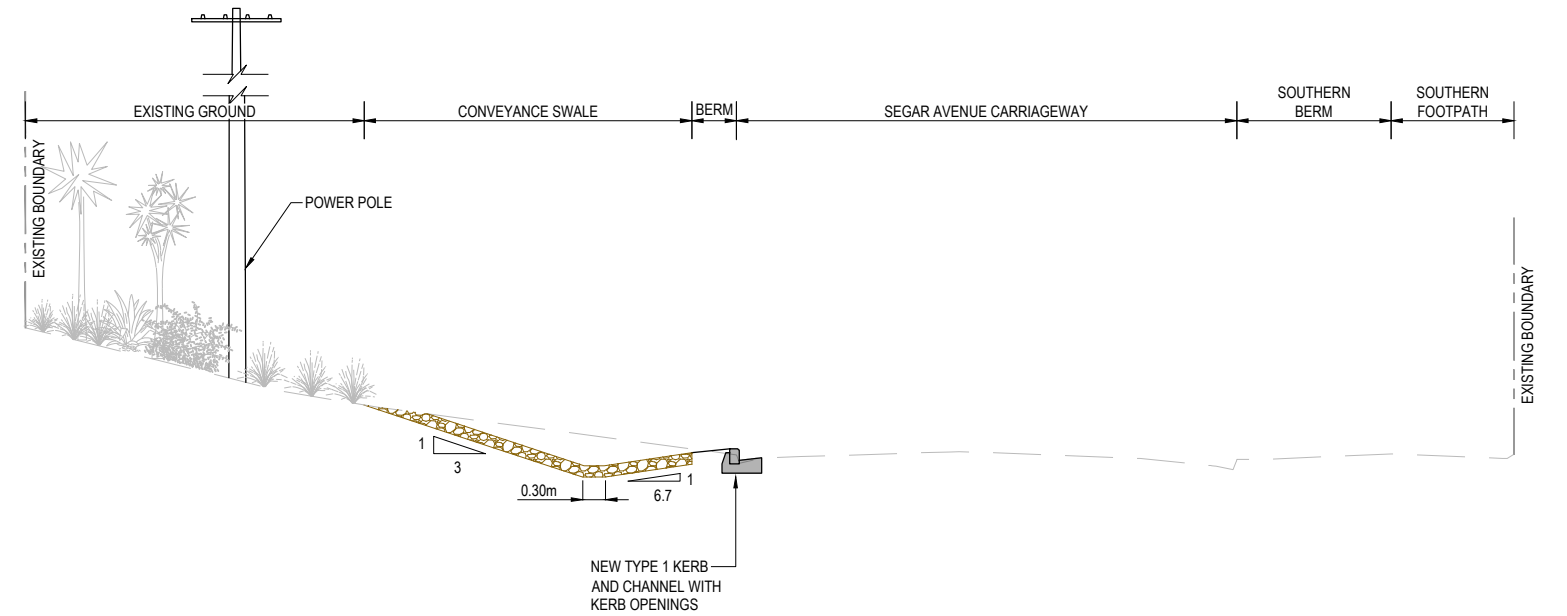 EXISTING GROUND
CONVEYANCE SWALE
BERM
SEGAR AVENUE CARRIAGEWAY
SOUTHERN
BERM
SOUTHERN
FOOTPATH
EXISTING BOUNDARY
POWER POLE
EXISTING BOUNDARY
1
3
0.30m
1
6.7
NEW TYPE 1 KERB
AND CHANNEL WITH
KERB OPENINGS